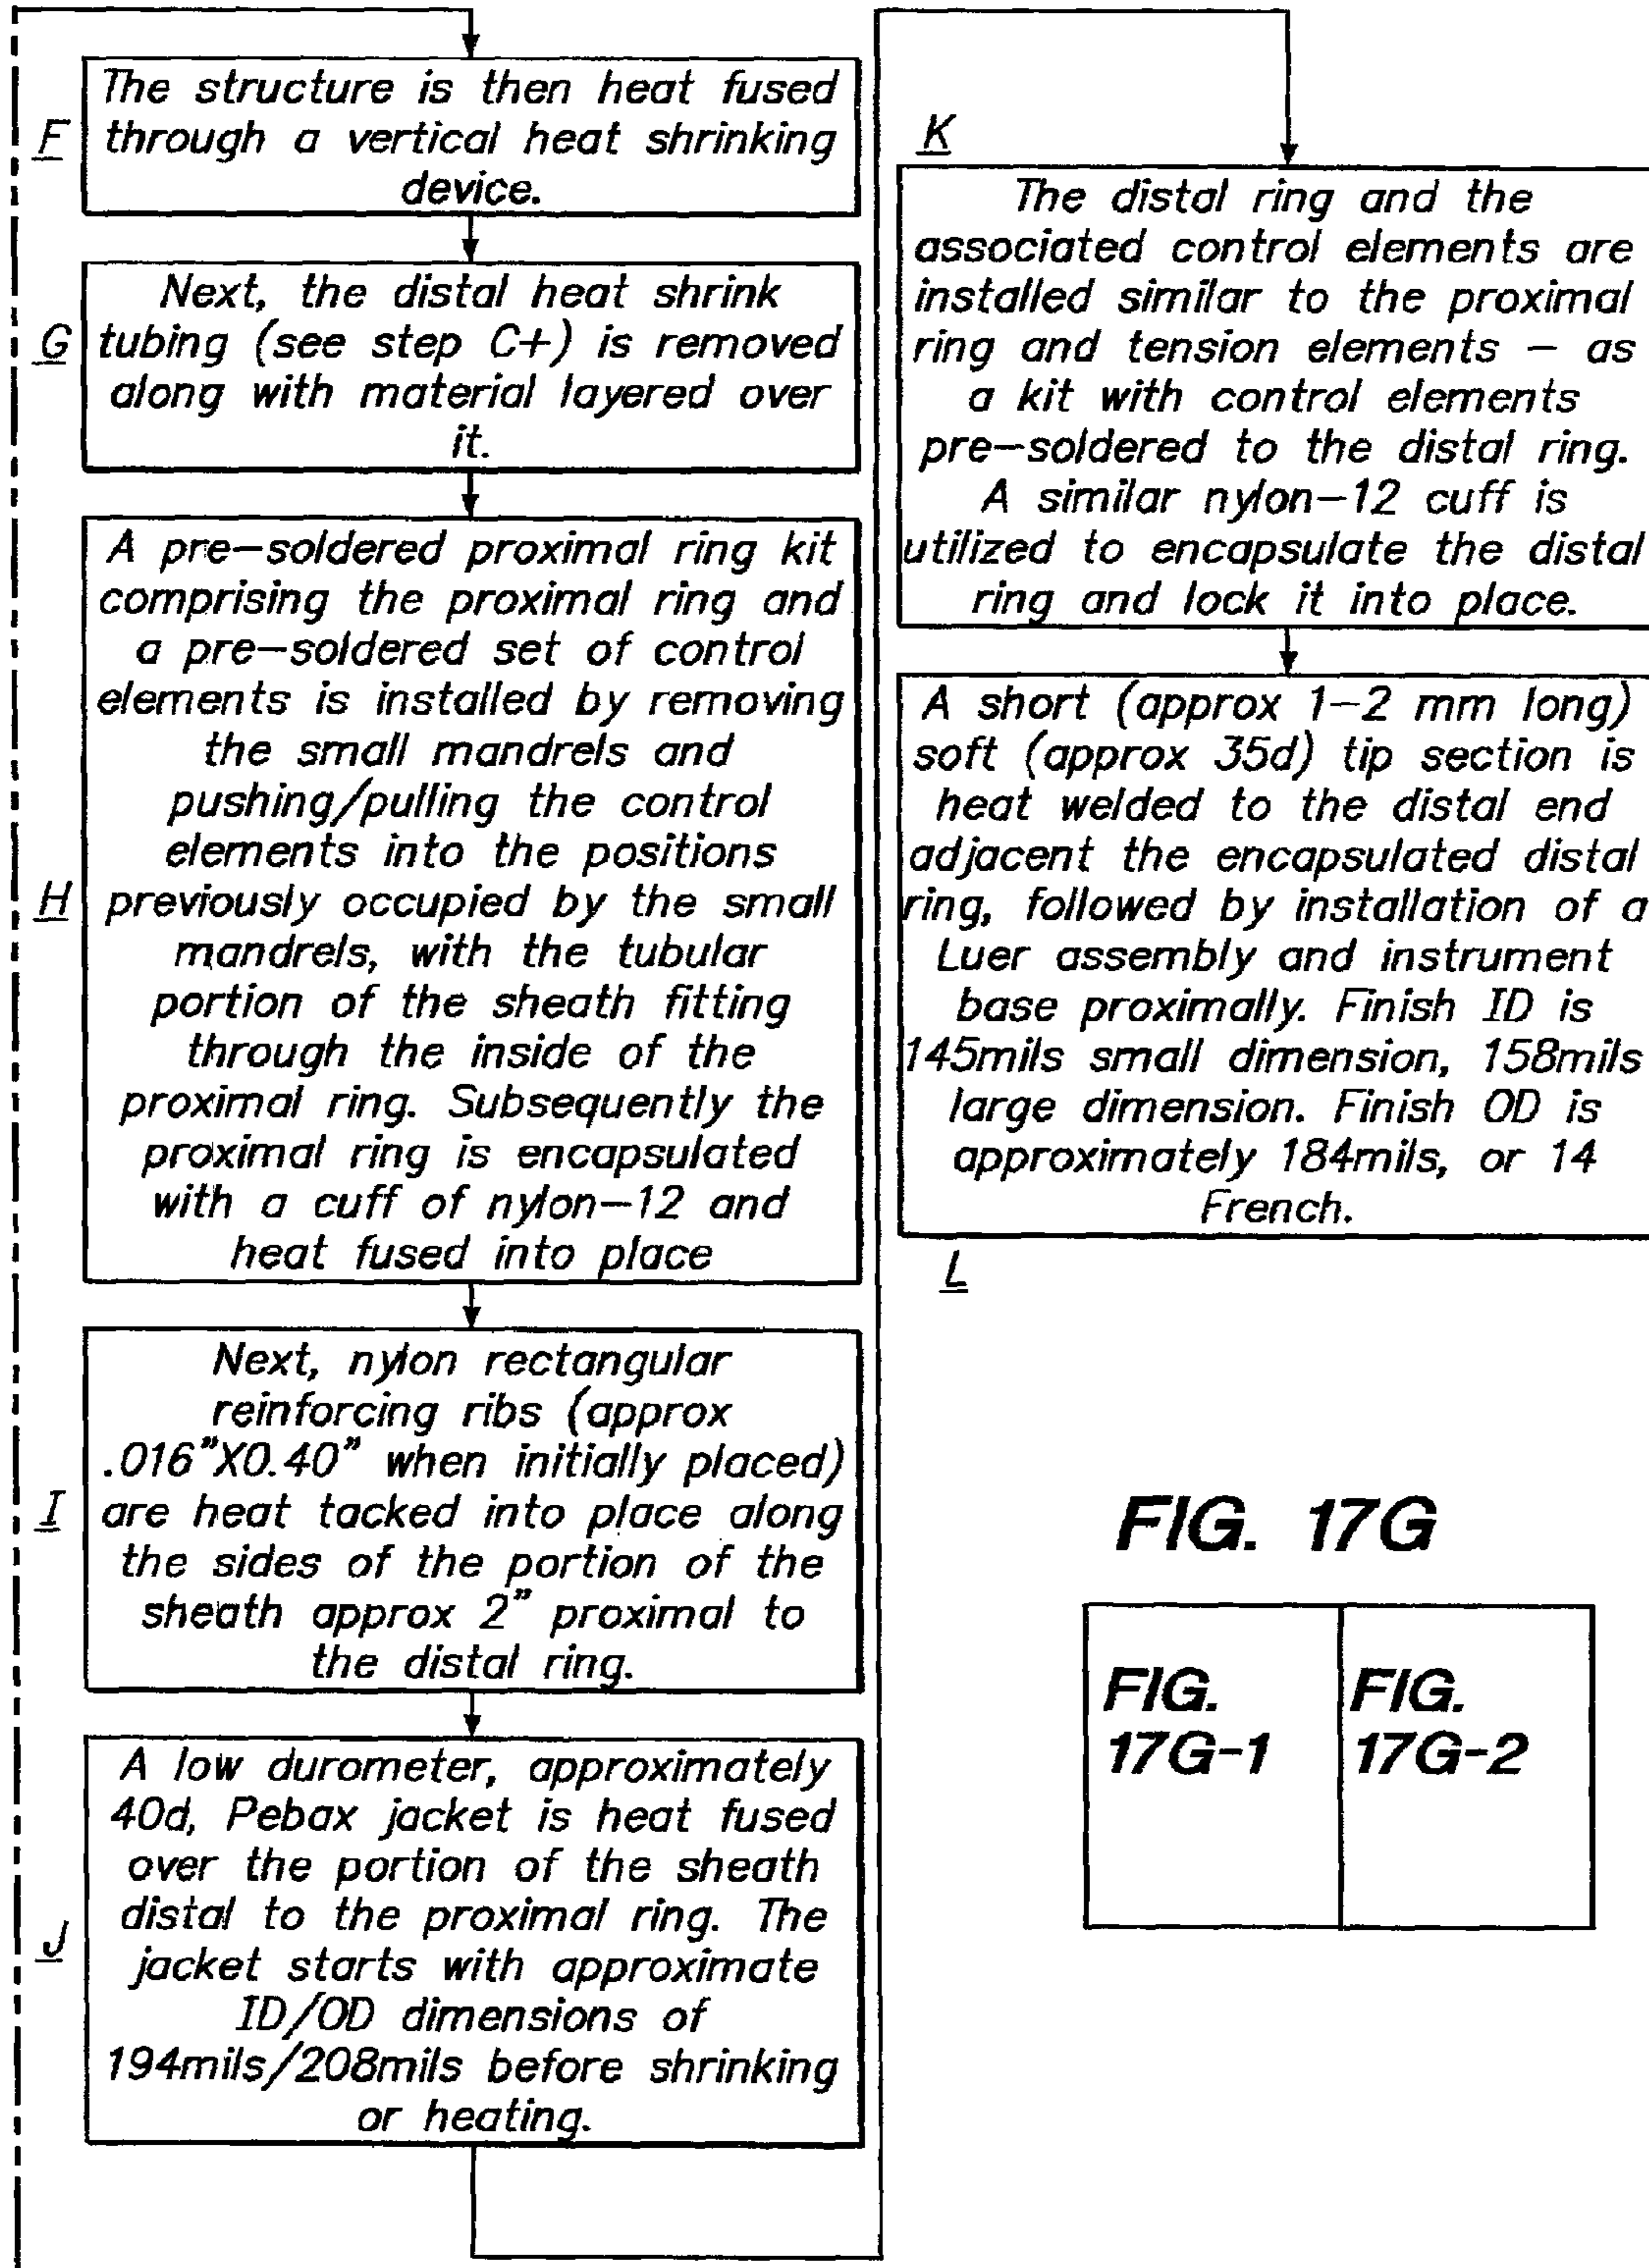 F
The structure is then heat fused
through a vertical heat shrinking
device.
G
Next, the distal heat shrink
tubing (see step C+) is removed
along with material layered over
it.
H
A pre-soldered proximal ring kit
comprising the proximal ring and
a pre-soldered set of control
elements is installed by removing
the small mandrels and
pushing/pulling the control
elements into the positions
previously occupied by the small
mandrels, with the tubular
portion of the sheath fitting
through the inside of the
proximal ring. Subsequently the
proximal ring is encapsulated
with a cuff of nylon-12 and
heat fused into place
I
Next, nylon rectangular
reinforcing ribs (approx
.016"X0.40" when initially placed)
are heat tacked into place along
the sides of the portion of the
sheath approx 2" proximal to
the distal ring.
J
A low durometer, approximately
40d, Pebax jacket is heat fused
over the portion of the sheath
distal to the proximal ring. The
jacket starts with approximate
ID/OD dimensions of
194mils/208mils before shrinking
or heating.
K
The distal ring and the
associated control elements are
installed similar to the proximal
ring and tension elements - as
a kit with control elements
pre-soldered to the distal ring.
A similar nylon-12 cuff is
utilized to encapsulate the distal
ring and lock it into place.
A short (approx 1-2 mm long)
soft (approx 35d) tip section is
heat welded to the distal end
adjacent the encapsulated distal
ring, followed by installation of a
Luer assembly and instrument
base proximally. Finish ID is
145mils small dimension, 158mils
large dimension. Finish OD is
approximately 184mils, or 14
French.
L
FIG. 17G
FIG.
17G-1
FIG.
17G-2